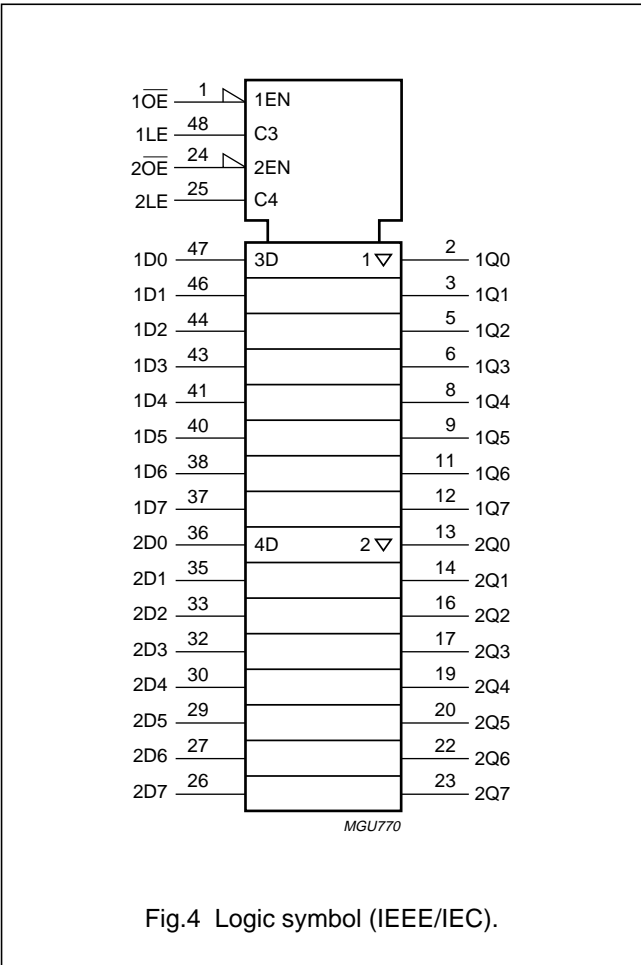 1O̅E̅ 1 1EN
1LE 48 C3
2O̅E̅ 24 2EN
2LE 25 C4
1D0 47 3D 1 ▽ 2 1Q0
1D1 46 3 1Q1
1D2 44 5 1Q2
1D3 43 6 1Q3
1D4 41 8 1Q4
1D5 40 9 1Q5
1D6 38 11 1Q6
1D7 37 12 1Q7
2D0 36 4D 2 ▽ 13 2Q0
2D1 35 14 2Q1
2D2 33 16 2Q2
2D3 32 17 2Q3
2D4 30 19 2Q4
2D5 29 20 2Q5
2D6 27 22 2Q6
2D7 26 23 2Q7
MGU770
Fig.4 Logic symbol (IEEE/IEC).